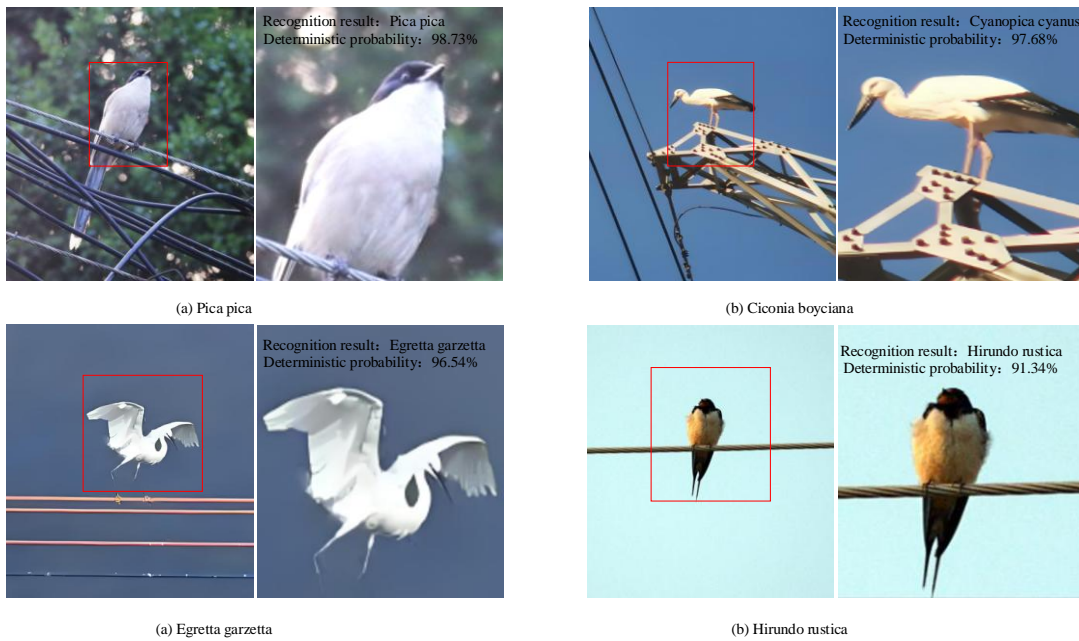 Recognition result：Pica pica
Deterministic probability：98.73%
Recognition result：Cyanopica cyanus
Deterministic probability：97.68%
(a) Pica pica
(b) Ciconia boyciana
Recognition result：Egretta garzetta
Deterministic probability：96.54%
Recognition result：Hirundo rustica
Deterministic probability：91.34%
(a) Egretta garzetta
(b) Hirundo rustica